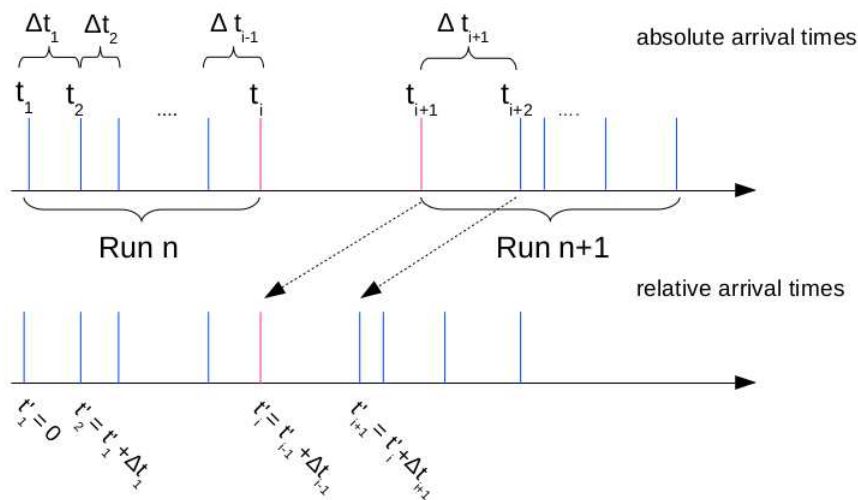 Δt₁ Δt₂ Δ tᵢ₋₁ Δ tᵢ₊₁ absolute arrival times
t₁ t₂ .... tᵢ tᵢ₊₁ tᵢ₊₂ ....
Run n Run n+1
relative arrival times
t'₁= 0 t'₂= t'₁+Δt₁ t'ᵢ= t'ᵢ₋₁ +Δtᵢ₋₁ t'ᵢ₊₁ = t'ᵢ+Δtᵢ₊₁